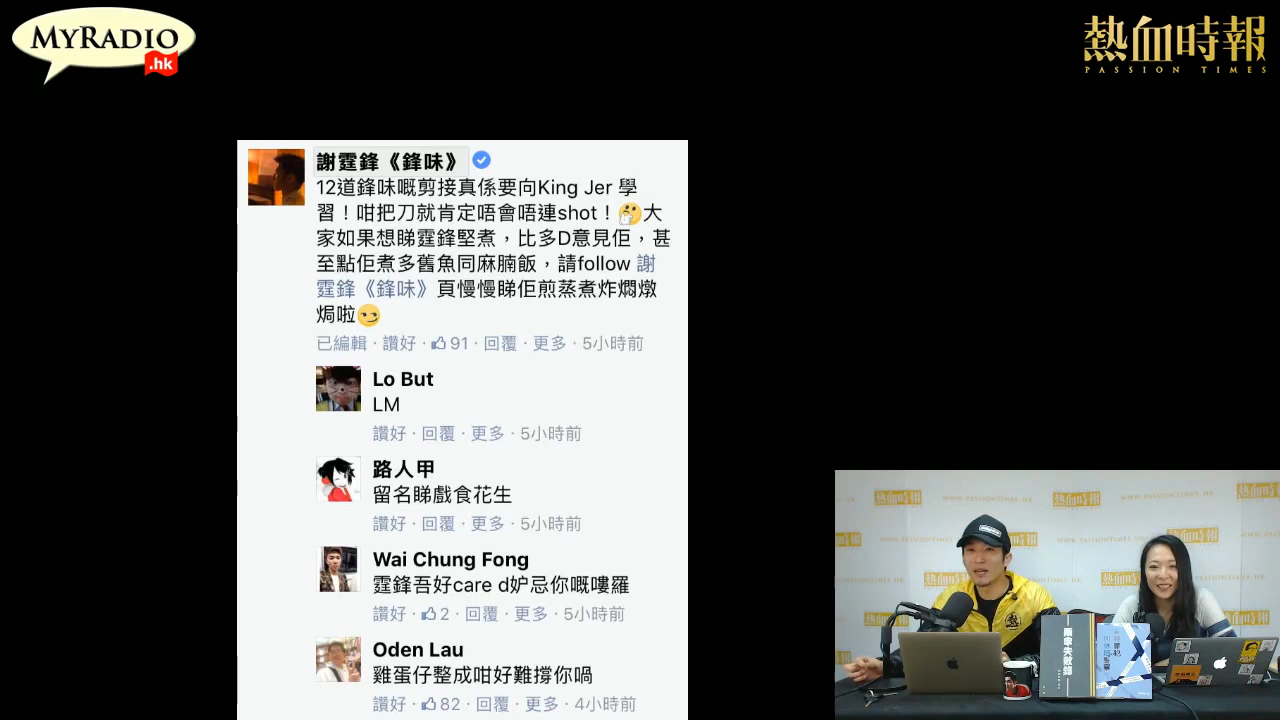 MYRADIO
.hk
熱血時報
PASSION TIMES
謝霆鋒《鋒味》
12道鋒味嘅剪接真係要向King Jer 學
習！咁把刀就肯定唔會唔連shot！🤔大
家如果想睇霆鋒堅煮，比多D意見佢，甚
至點佢煮多舊魚同麻腩飯，請follow 謝
霆鋒《鋒味》頁慢慢睇佢煎蒸煮炸燜燉
焗啦😏
已編輯 · 讚好 · 91 · 回覆 · 更多 · 5小時前
Lo But
LM
讚好 · 回覆 · 更多 · 5小時前
路人甲
留名睇戲食花生
讚好 · 回覆 · 更多 · 5小時前
Wai Chung Fong
霆鋒吾好care d妒忌你嘅嘍羅
讚好 · 2 · 回覆 · 更多 · 5小時前
Oden Lau
雞蛋仔整成咁好難撐你喎
讚好 · 82 · 回覆 · 更多 · 4小時前
熱血時報
WWW.PASSIONTIMES.HK